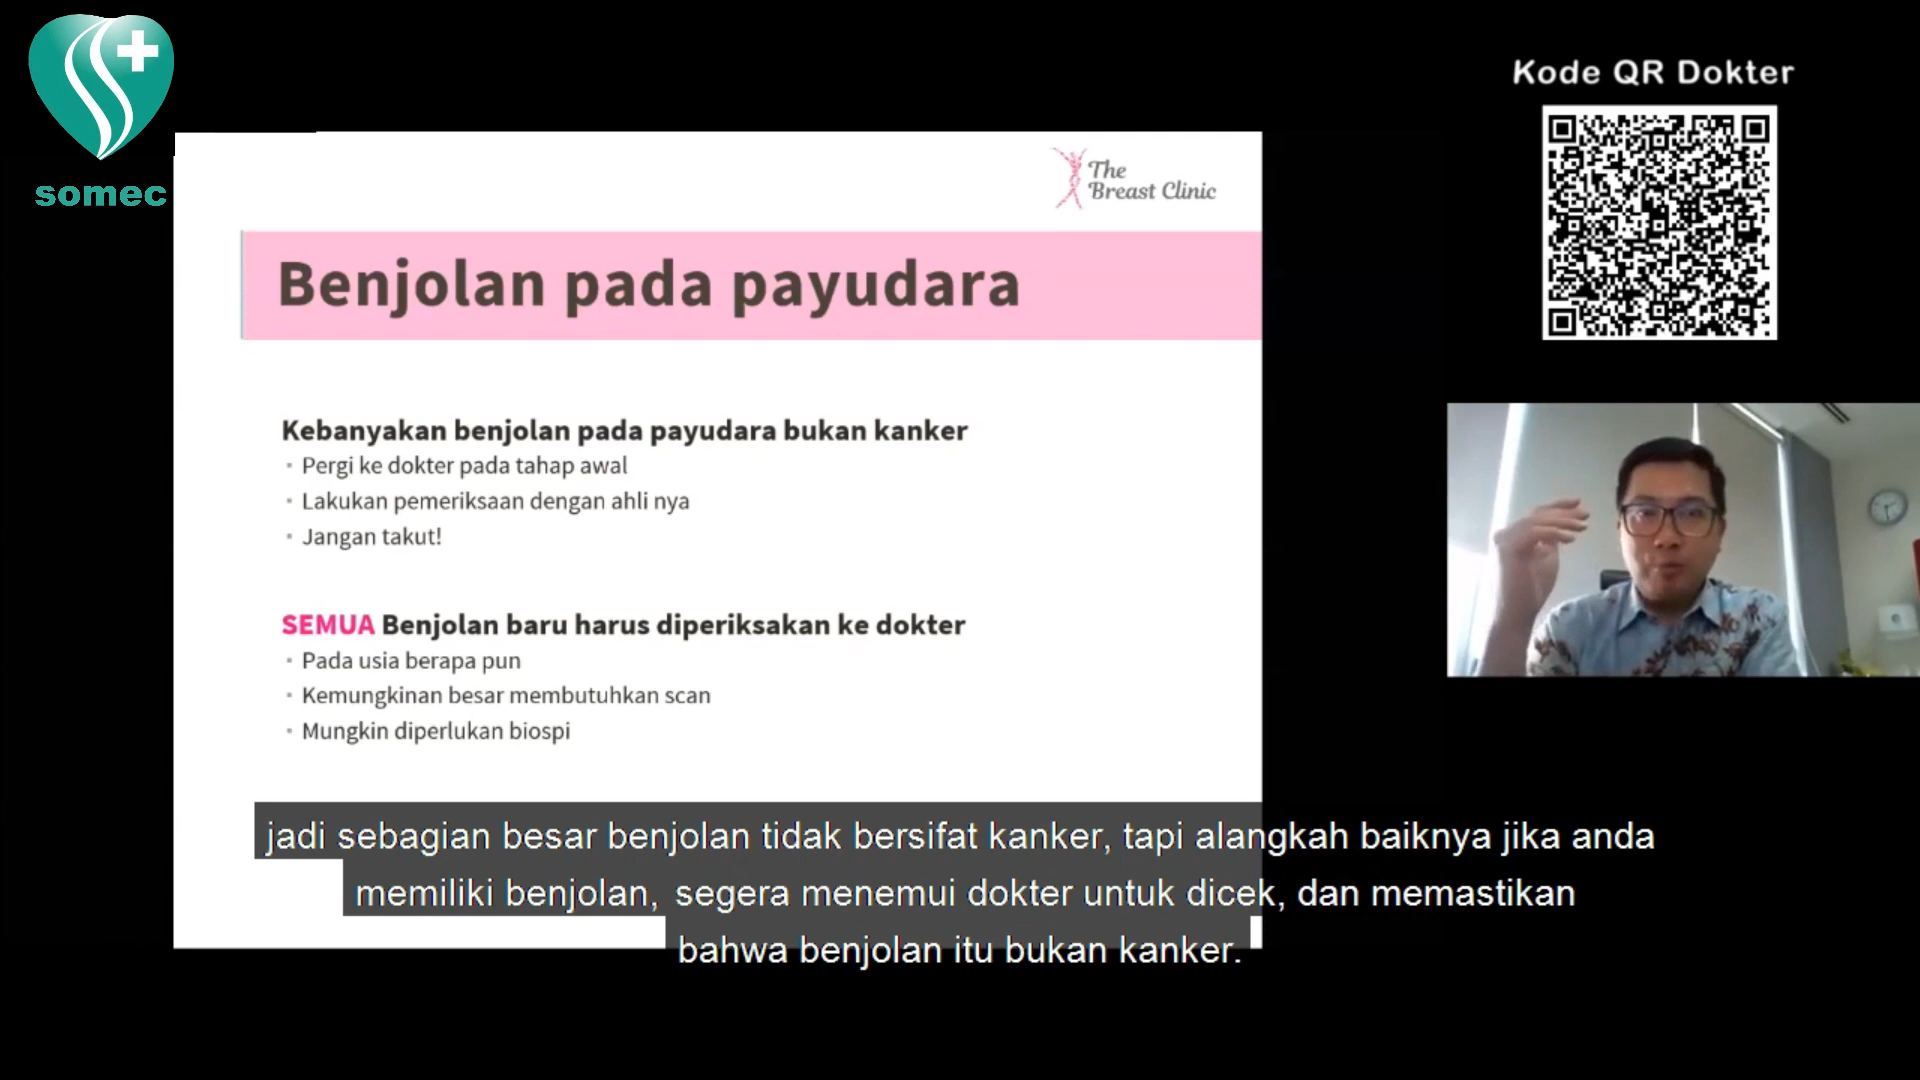 somec
Kode QR Dokter
The
Breast Clinic
Benjolan pada payudara
Kebanyakan benjolan pada payudara bukan kanker
· Pergi ke dokter pada tahap awal
· Lakukan pemeriksaan dengan ahli nya
· Jangan takut!
SEMUA Benjolan baru harus diperiksakan ke dokter
· Pada usia berapa pun
· Kemungkinan besar membutuhkan scan
· Mungkin diperlukan biospi
jadi sebagian besar benjolan tidak bersifat kanker, tapi alangkah baiknya jika anda
memiliki benjolan, segera menemui dokter untuk dicek, dan memastikan
bahwa benjolan itu bukan kanker.